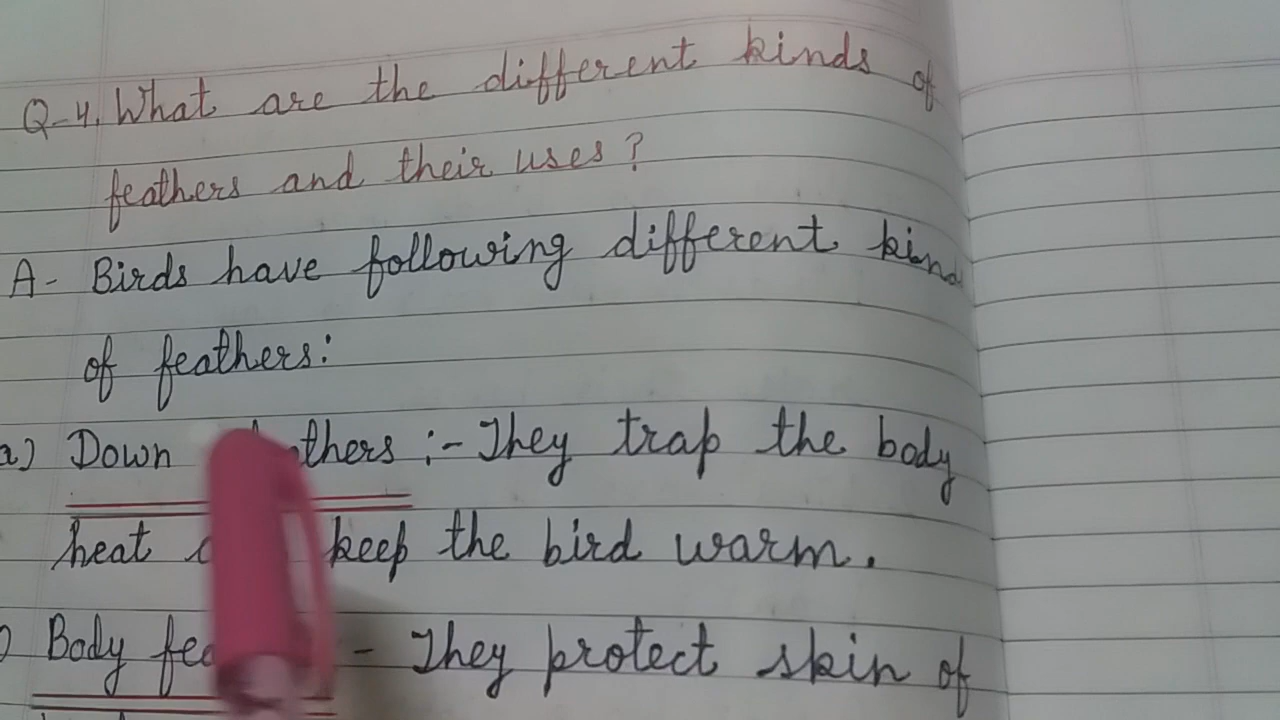 Q-4. What are the different kinds of
feathers and their uses?
A- Birds have following different kind
of feathers:
a) Down :- They trap the body
heat keep the bird warm.
) Body - They protect skin of